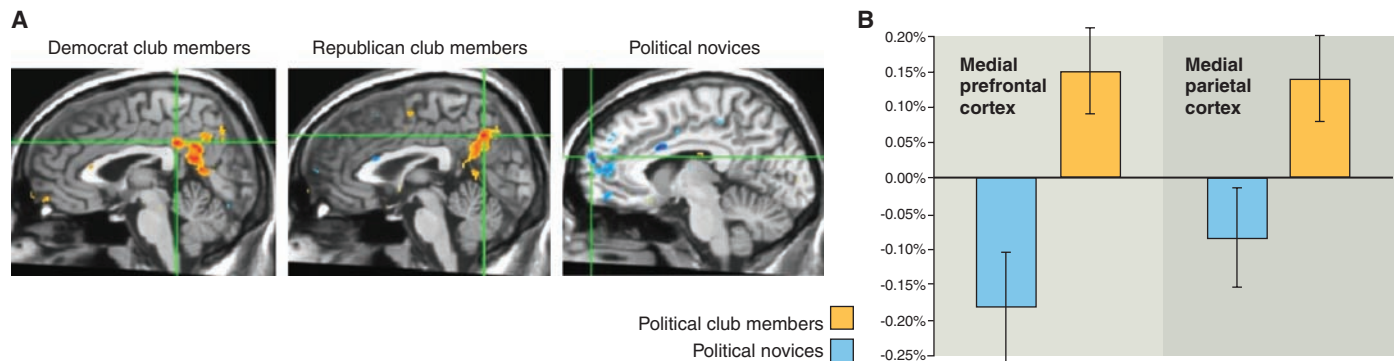 A
Democrat club members
Republican club members
Political novices
Political club members
Political novices
B
0.20%
0.15%
0.10%
0.05%
0.00%
-0.05%
-0.10%
-0.15%
-0.20%
-0.25%
Medial
prefrontal
cortex
Medial
parietal
cortex